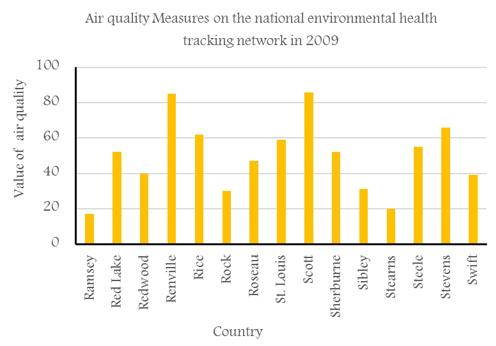 Air quality Measures on the national environmental health
tracking network in 2009
Value of air quality
100
80
60
40
20
0
Ramsey
Red Lake
Redwood
Renville
Rice
Rock
Roseau
St. Louis
Scott
Sherburne
Sibley
Stearns
Steele
Stevens
Swift
Country